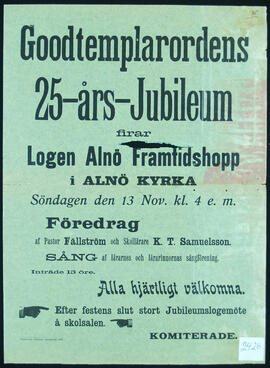 Goodtemplarordens
25-års-Jubileum
firar
Logen Alnö Framtidshopp
i ALNÖ KYRKA
Söndagen den 13 Nov. kl. 4 e. m.
Föredrag
af Pastor Fällström och Skollärare K. T. Samuelsson.
SÅNG af lärarnes och lärarinnornas sångförening.
Inträde 15 öre.
Alla hjärtligt välkomna.
Efter festens slut stort Jubileumslogemöte
å skolsalen.
KOMITERADE.